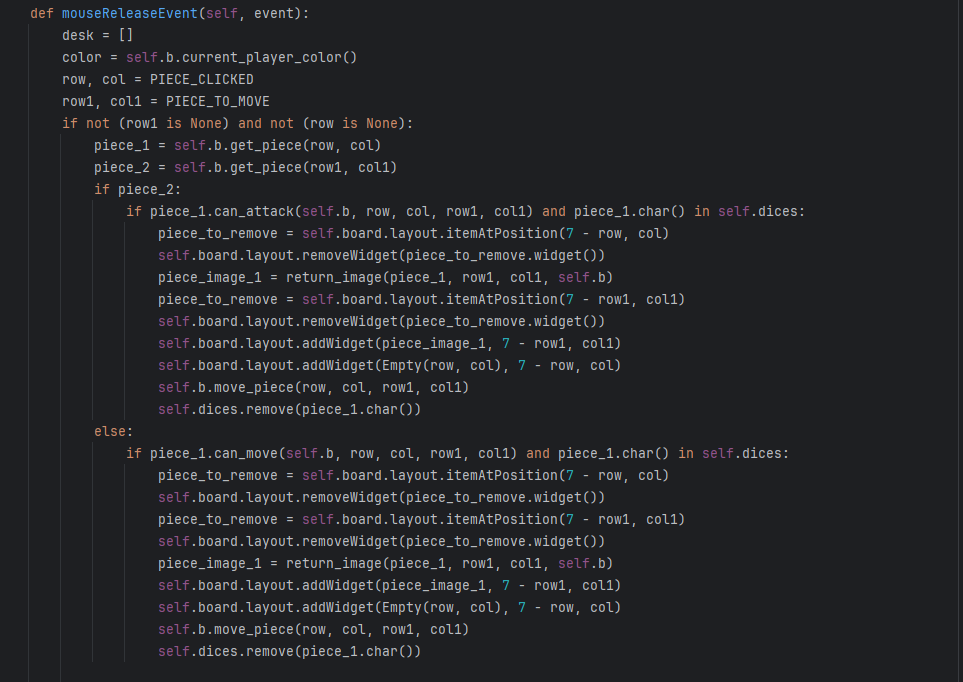 def mouseReleaseEvent(self, event):
    desk = []
    color = self.b.current_player_color()
    row, col = PIECE_CLICKED
    row1, col1 = PIECE_TO_MOVE
    if not (row1 is None) and not (row is None):
        piece_1 = self.b.get_piece(row, col)
        piece_2 = self.b.get_piece(row1, col1)
        if piece_2:
            if piece_1.can_attack(self.b, row, col, row1, col1) and piece_1.char() in self.dices:
                piece_to_remove = self.board.layout.itemAtPosition(7 - row, col)
                self.board.layout.removeWidget(piece_to_remove.widget())
                piece_image_1 = return_image(piece_1, row1, col1, self.b)
                piece_to_remove = self.board.layout.itemAtPosition(7 - row1, col1)
                self.board.layout.removeWidget(piece_to_remove.widget())
                self.board.layout.addWidget(piece_image_1, 7 - row1, col1)
                self.board.layout.addWidget(Empty(row, col), 7 - row, col)
                self.b.move_piece(row, col, row1, col1)
                self.dices.remove(piece_1.char())
        else:
            if piece_1.can_move(self.b, row, col, row1, col1) and piece_1.char() in self.dices:
                piece_to_remove = self.board.layout.itemAtPosition(7 - row, col)
                self.board.layout.removeWidget(piece_to_remove.widget())
                piece_to_remove = self.board.layout.itemAtPosition(7 - row1, col1)
                self.board.layout.removeWidget(piece_to_remove.widget())
                piece_image_1 = return_image(piece_1, row1, col1, self.b)
                self.board.layout.addWidget(piece_image_1, 7 - row1, col1)
                self.board.layout.addWidget(Empty(row, col), 7 - row, col)
                self.b.move_piece(row, col, row1, col1)
                self.dices.remove(piece_1.char())